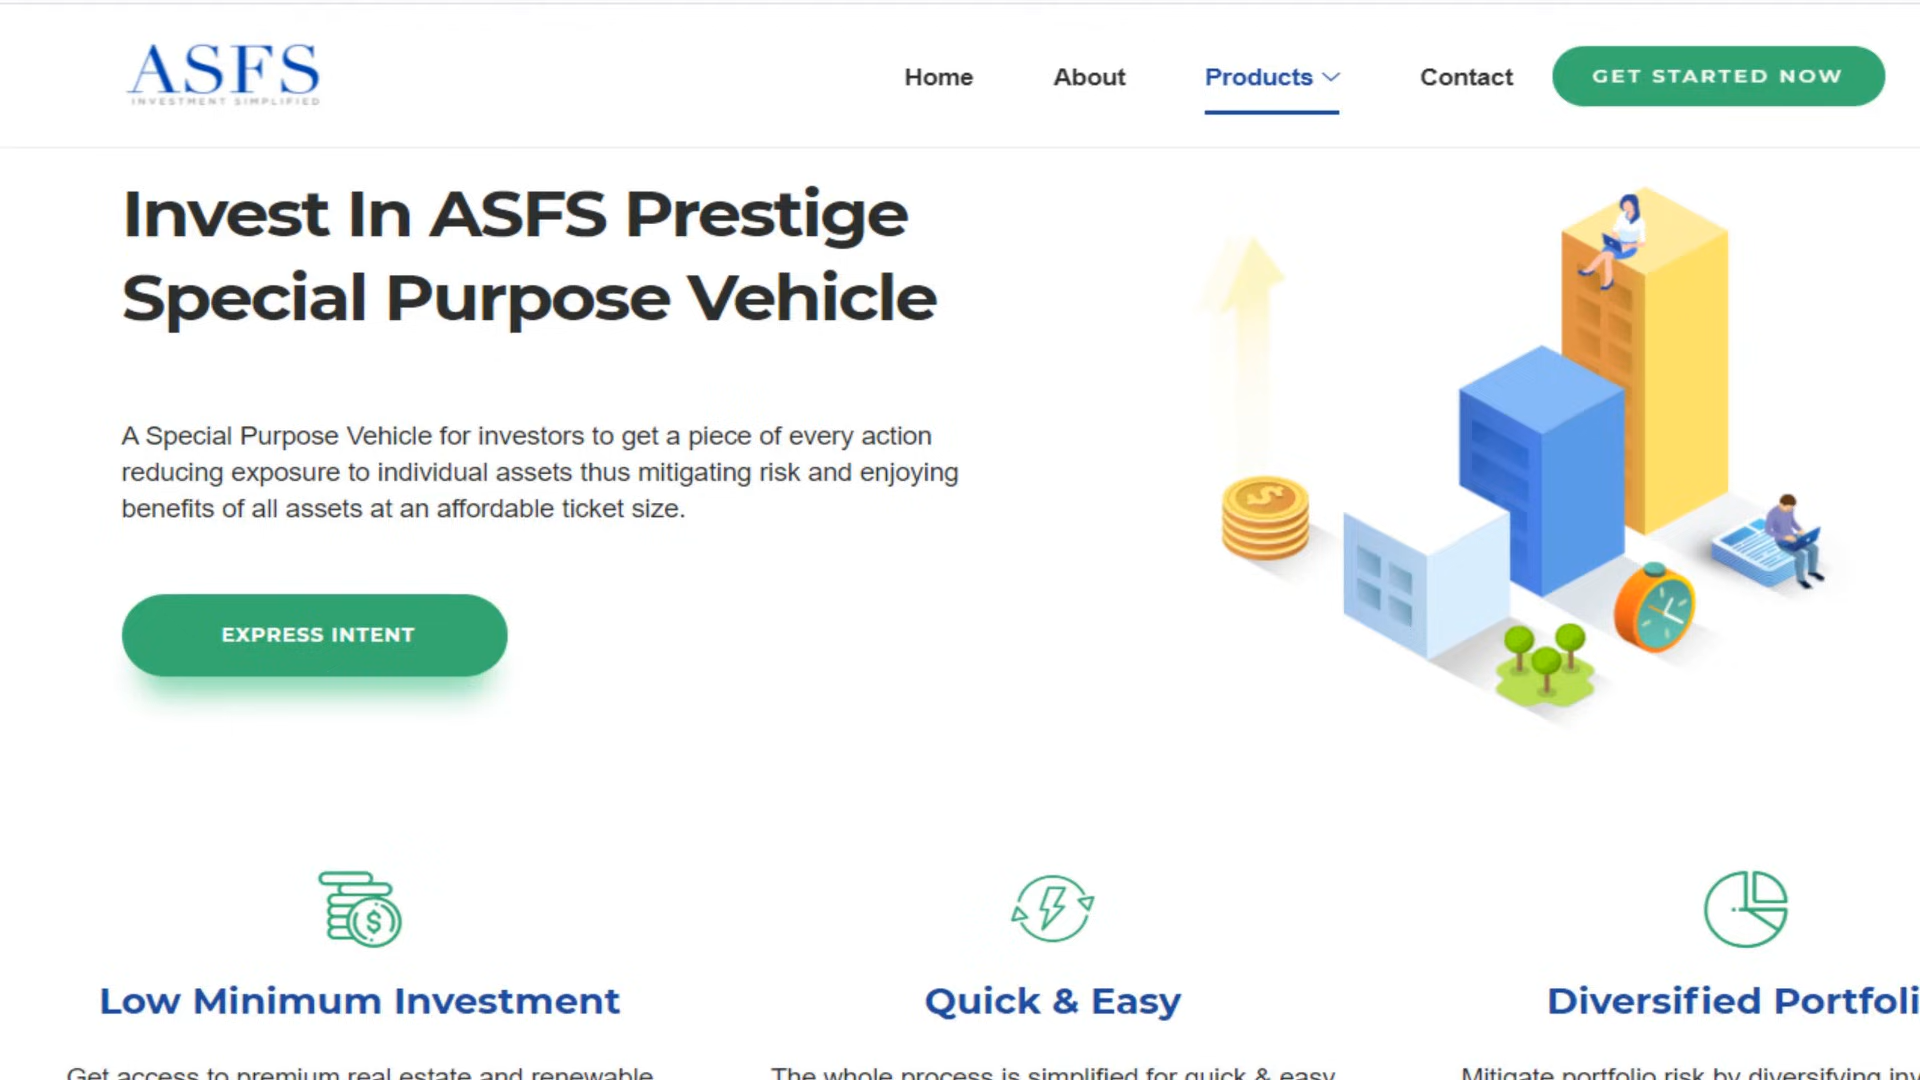 ASFS
INVESTMENT SIMPLIFIED
Home
About
Products
Contact
GET STARTED NOW
Invest In ASFS Prestige
Special Purpose Vehicle
A Special Purpose Vehicle for investors to get a piece of every action
reducing exposure to individual assets thus mitigating risk and enjoying
benefits of all assets at an affordable ticket size.
EXPRESS INTENT
Low Minimum Investment
Quick & Easy
Diversified Portfoli
Get access to premium real estate and renewable
The whole process is simplified for quick & easy
Mitigate portfolio risk by diversifying inv